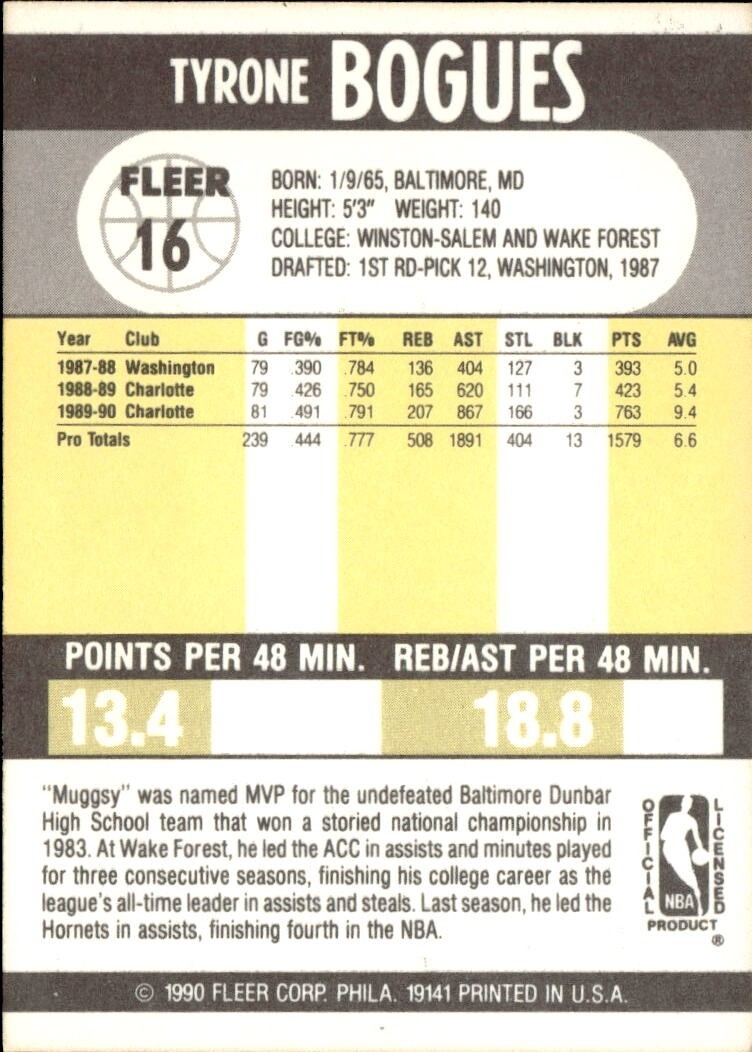 TYRONE BOGUES
FLEER
16
BORN: 1/9/65, BALTIMORE, MD
HEIGHT: 5'3" WEIGHT: 140
COLLEGE: WINSTON-SALEM AND WAKE FOREST
DRAFTED: 1ST RD-PICK 12, WASHINGTON, 1987
Year Club G FG% FT% REB AST STL BLK PTS AVG
1987-88 Washington 79 .390 .784 136 404 127 3 393 5.0
1988-89 Charlotte 79 .426 .750 165 620 111 7 423 5.4
1989-90 Charlotte 81 .491 .791 207 867 166 3 763 9.4
Pro Totals 239 .444 .777 508 1891 404 13 1579 6.6
POINTS PER 48 MIN. REB/AST PER 48 MIN.
13.4 18.8
"Muggsy" was named MVP for the undefeated Baltimore Dunbar
High School team that won a storied national championship in
1983. At Wake Forest, he led the ACC in assists and minutes played
for three consecutive seasons, finishing his college career as the
league's all-time leader in assists and steals. Last season, he led the
Hornets in assists, finishing fourth in the NBA.
OFFICIAL
LICENSED
NBA
PRODUCT
®
© 1990 FLEER CORP. PHILA. 19141 PRINTED IN U.S.A.